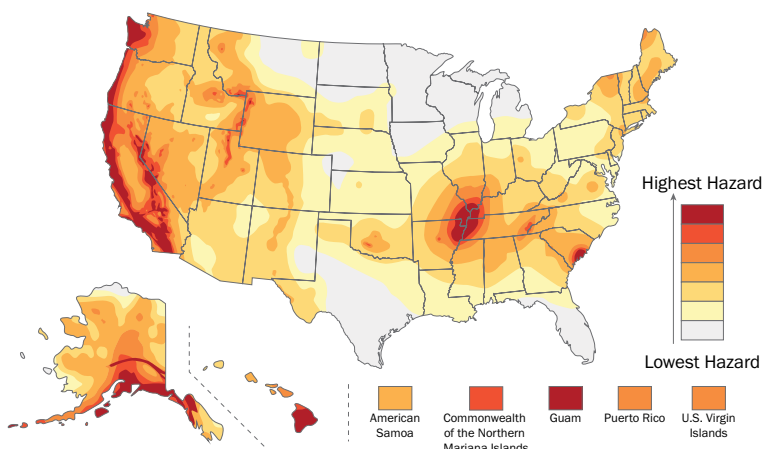 Highest Hazard
Lowest Hazard
American
Samoa
Commonwealth
of the Northern
Mariana Islands
Guam
Puerto Rico
U.S. Virgin
Islands